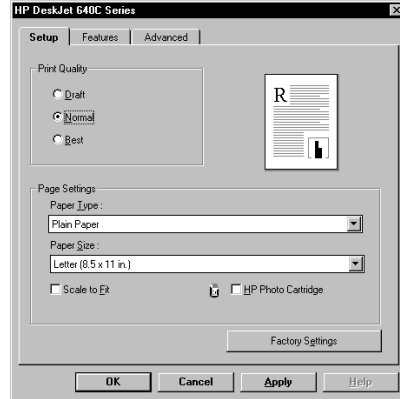 HP DeskJet 640C Series
Setup Features Advanced
Print Quality
Draft
Normal
Best
R
Page Settings
Paper Type :
Plain Paper
Paper Size :
Letter (8.5 x 11 in.)
Scale to Fit HP Photo Cartridge
Factory Settings
OK Cancel Apply Help